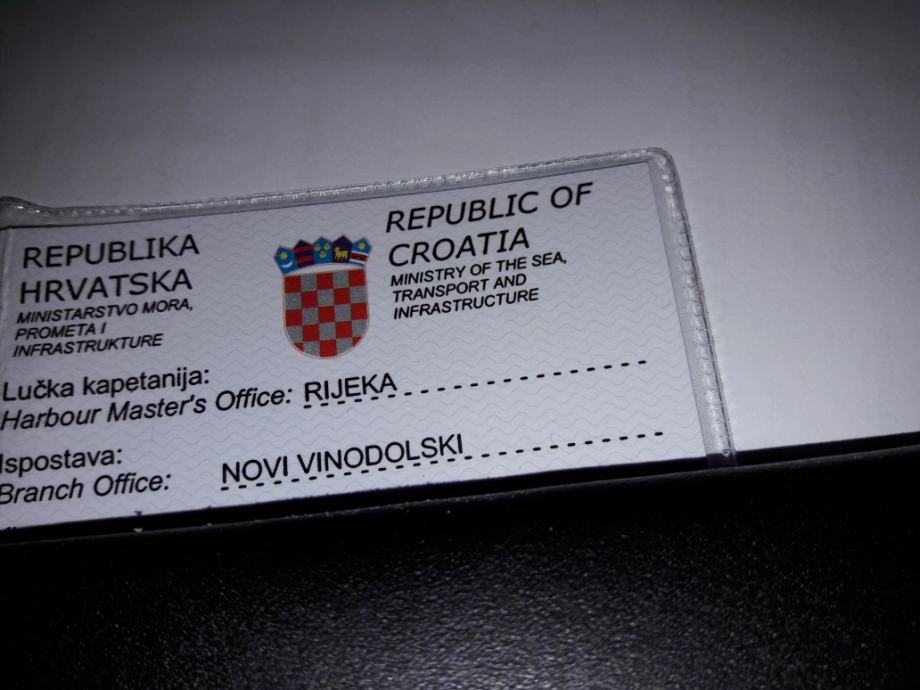 REPUBLIKA
HRVATSKA
MINISTARSTVO MORA,
PROMETA I
INFRASTRUKTURE
REPUBLIC OF
CROATIA
MINISTRY OF THE SEA,
TRANSPORT AND
INFRASTRUCTURE
Lučka kapetanija:
Harbour Master's Office: RIJEKA
Ispostava:
Branch Office: NOVI VINODOLSKI